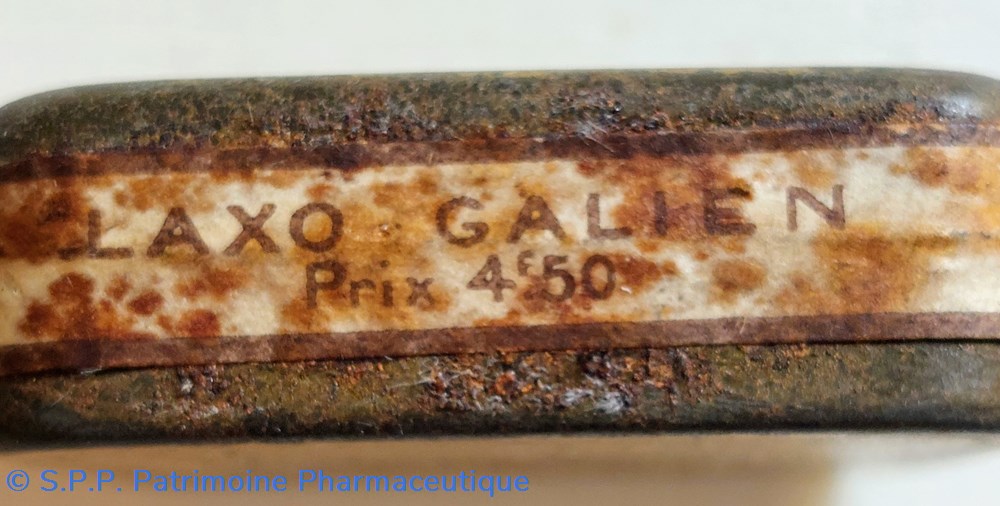 LAXO GALIEN
Prix 4ᶠ50
© S.P.P. Patrimoine Pharmaceutique